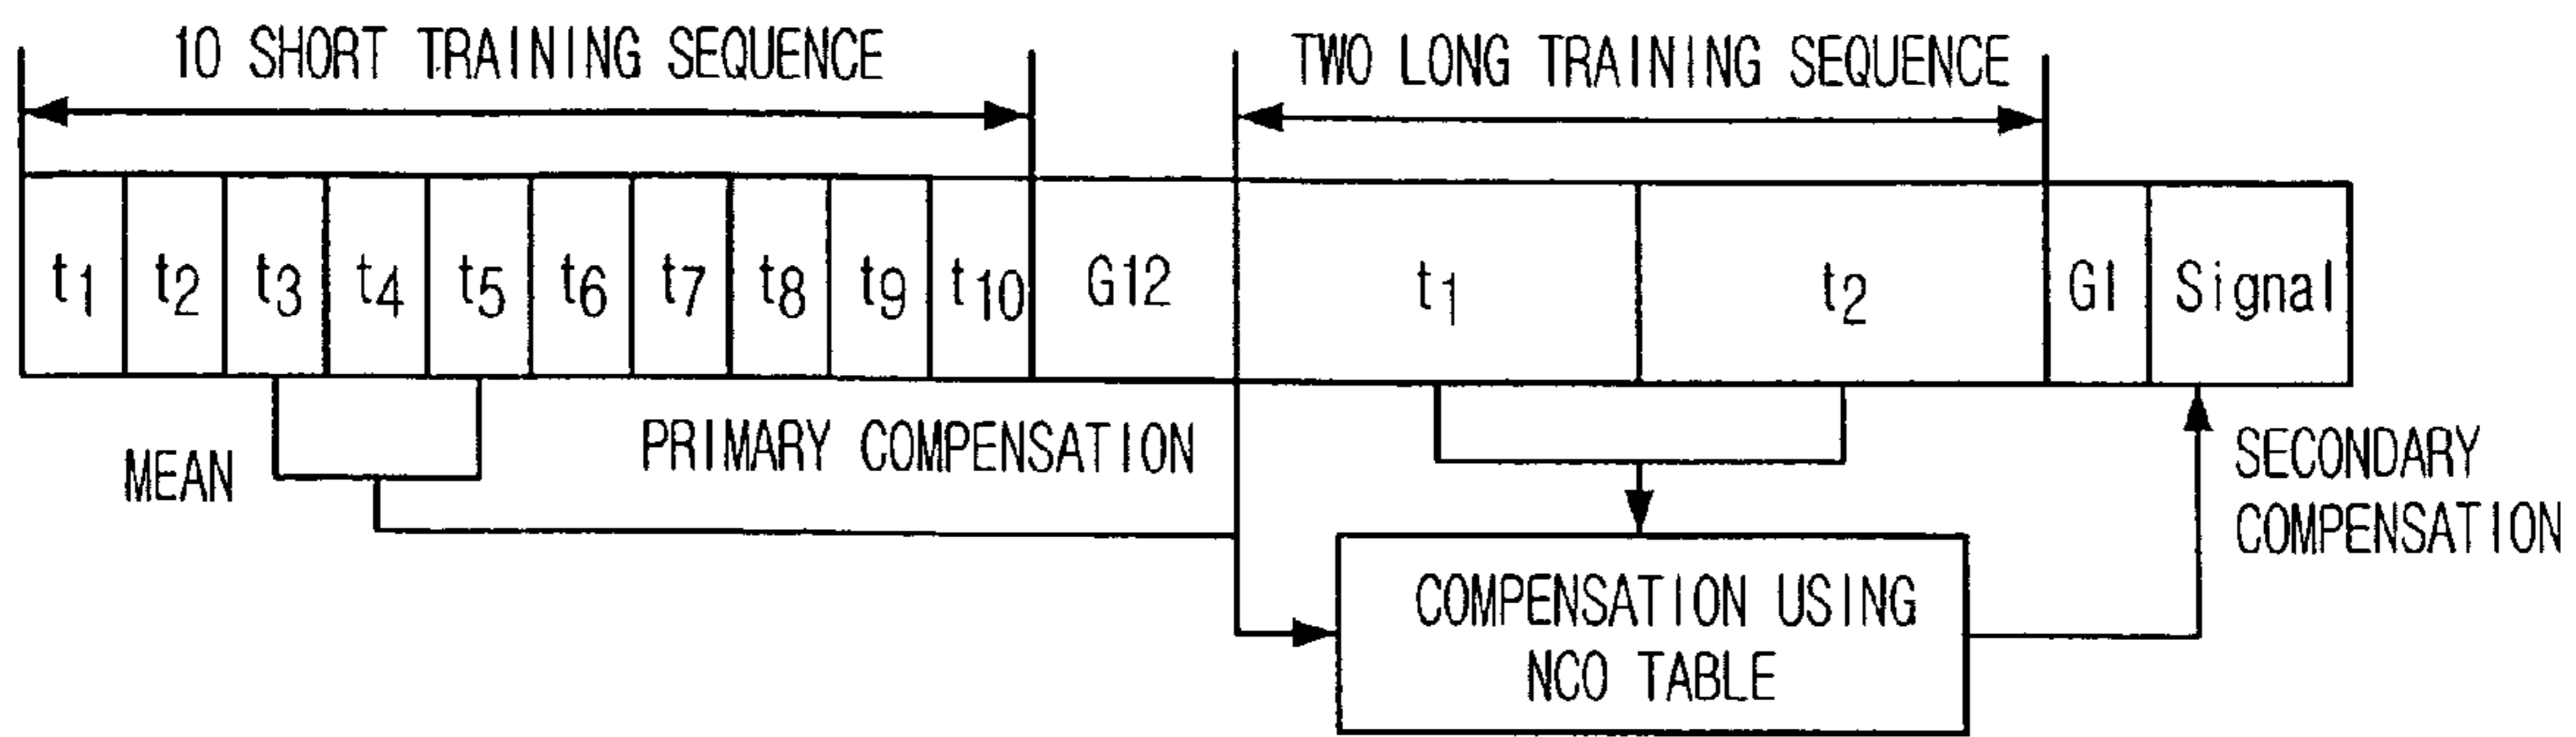 10 SHORT TRAINING SEQUENCE
TWO LONG TRAINING SEQUENCE
t1 t2 t3 t4 t5 t6 t7 t8 t9 t10 G12 t1 t2 GI Signal
MEAN
PRIMARY COMPENSATION
SECONDARY
COMPENSATION
COMPENSATION USING
NCO TABLE